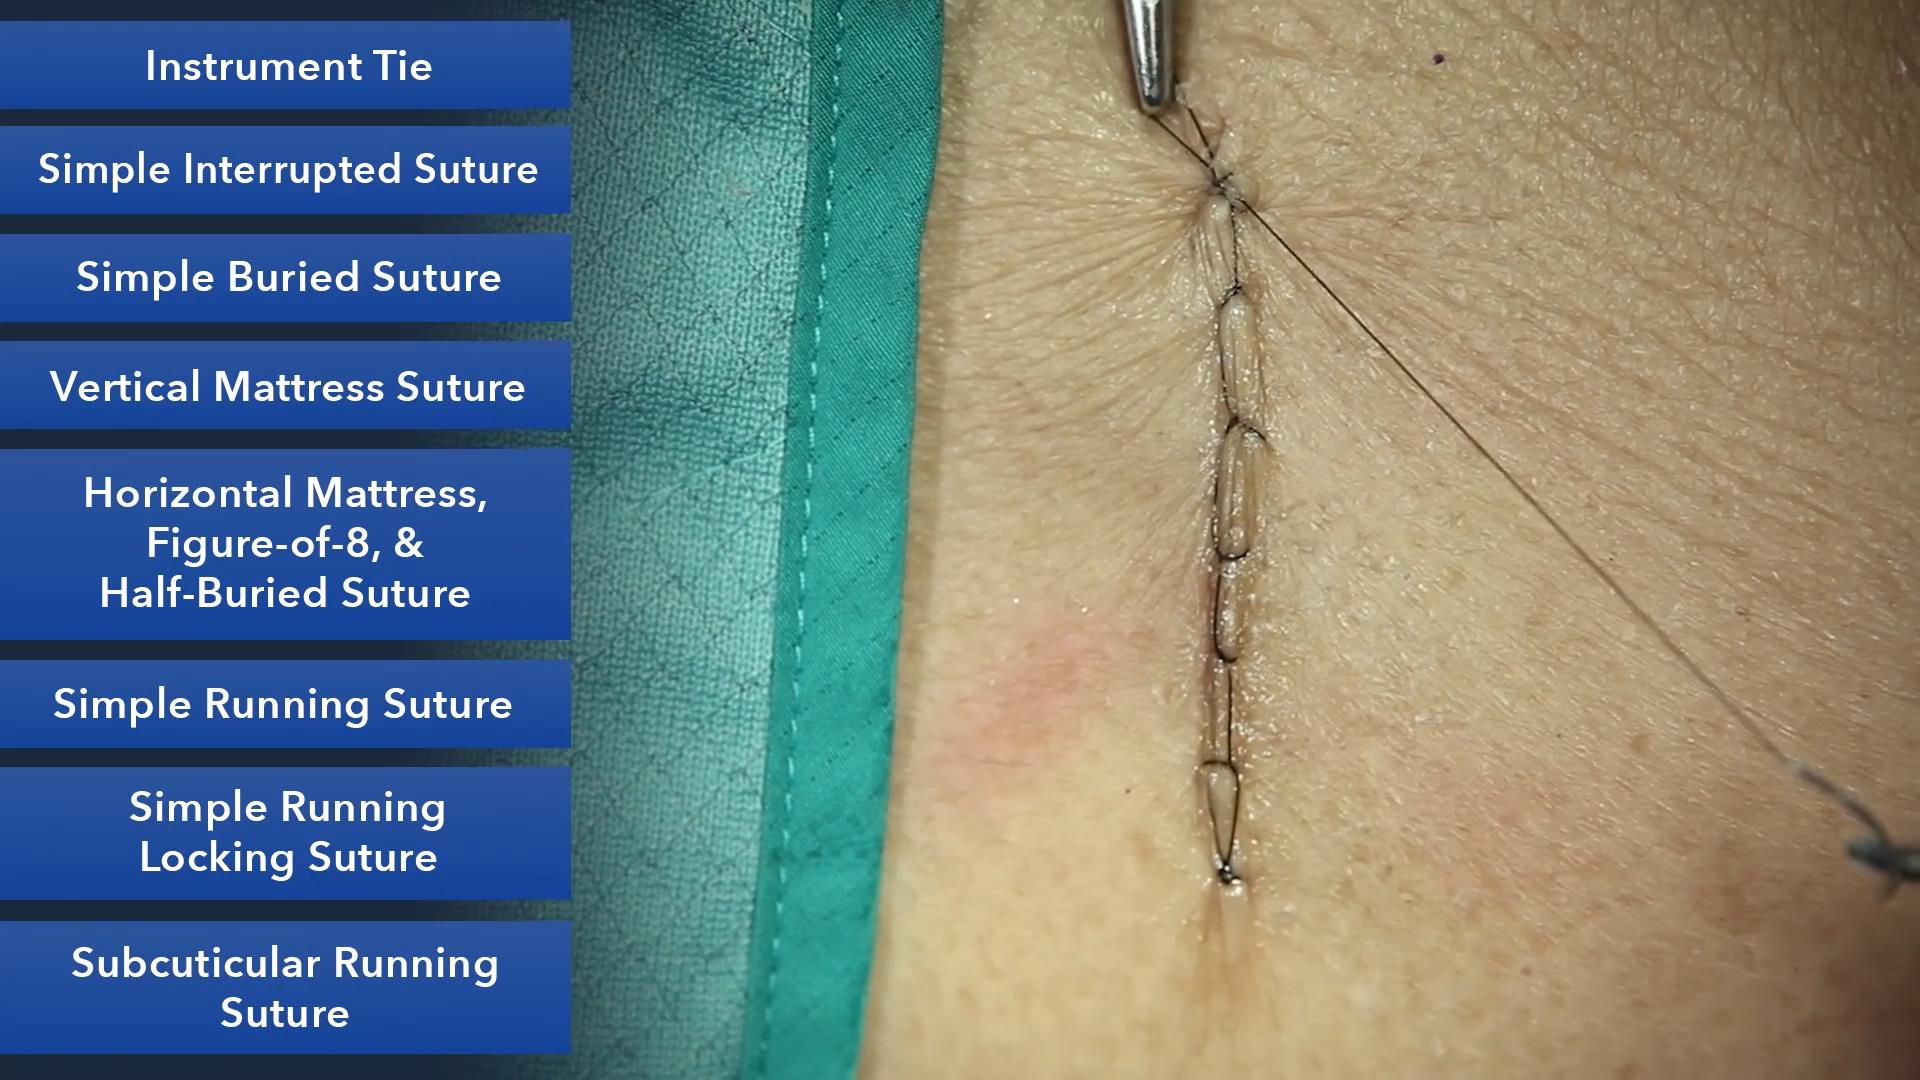 Instrument Tie
Simple Interrupted Suture
Simple Buried Suture
Vertical Mattress Suture
Horizontal Mattress,
Figure-of-8, &
Half-Buried Suture
Simple Running Suture
Simple Running
Locking Suture
Subcuticular Running
Suture